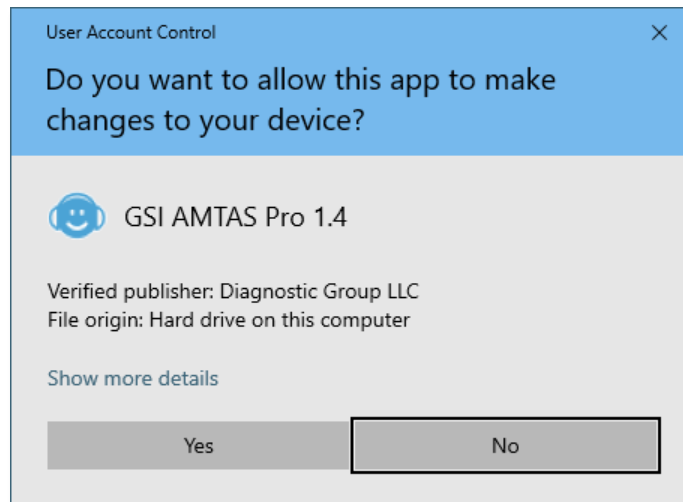 User Account Control
Do you want to allow this app to make
changes to your device?
GSI AMTAS Pro 1.4
Verified publisher: Diagnostic Group LLC
File origin: Hard drive on this computer
Show more details
Yes
No